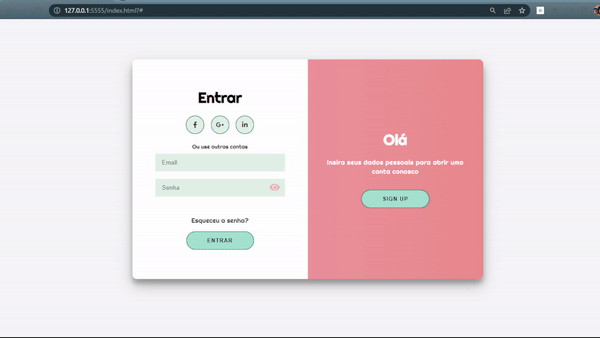 127.0.0.1:5555/index.html?#
Entrar
f G+ in
Ou use outras contas
Email
Senha
Esqueceu a senha?
ENTRAR
Olá
Insira seus dados pessoais para abrir uma
conta conosco
SIGN UP